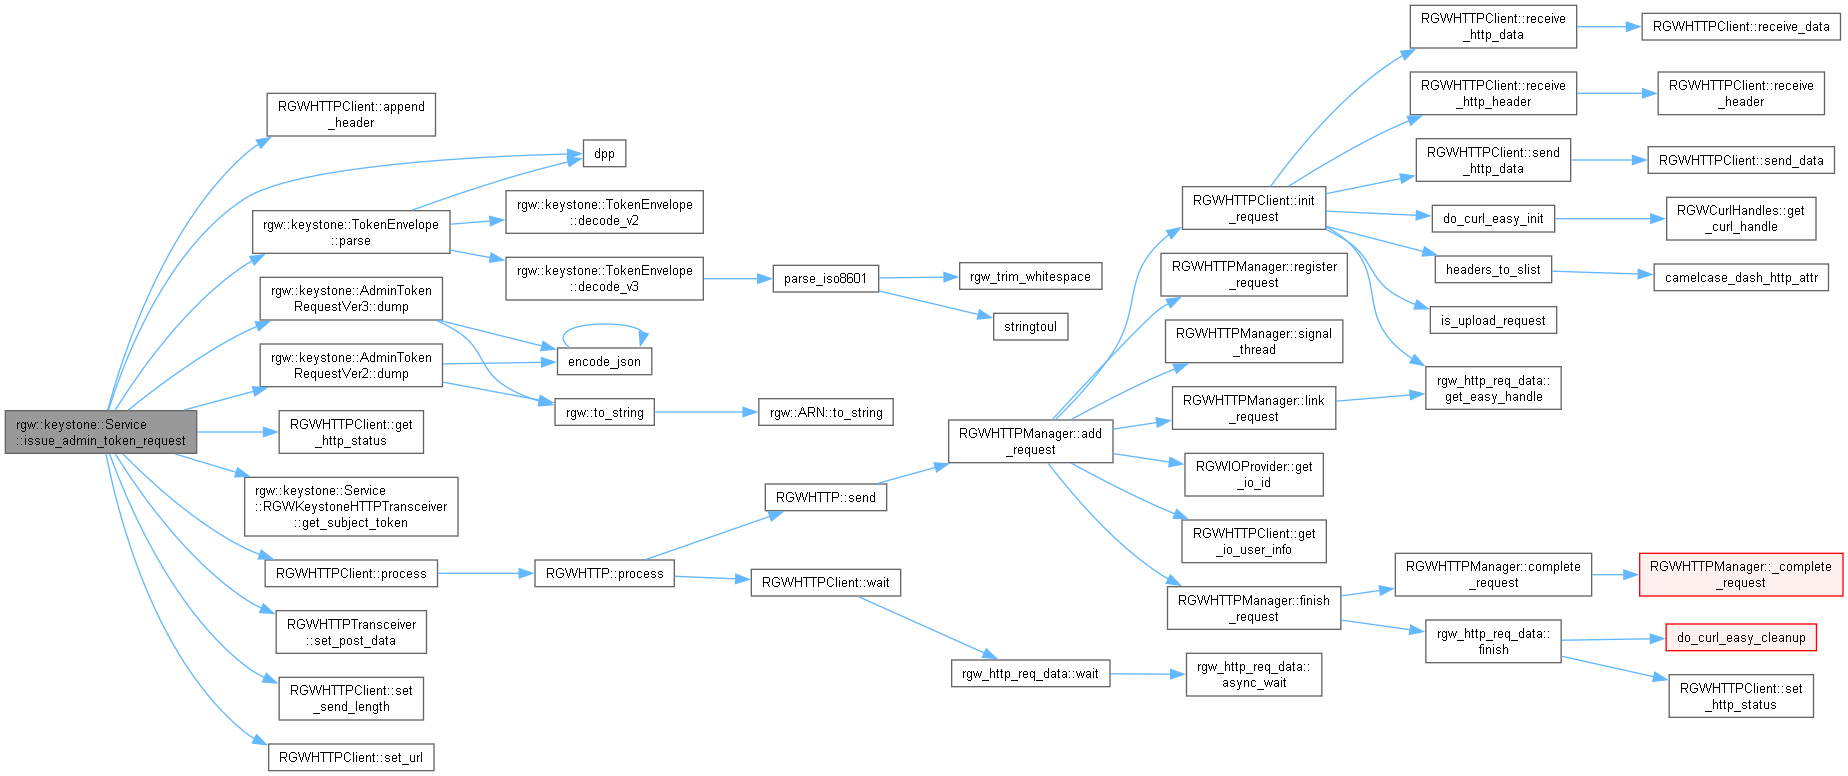 rgw::keystone::Service
::issue_admin_token_request
RGWHTTPClient::append
_header
dpp
rgw::keystone::TokenEnvelope
::parse
rgw::keystone::TokenEnvelope
::decode_v2
rgw::keystone::TokenEnvelope
::decode_v3
parse_iso8601
rgw_trim_whitespace
stringtoul
rgw::keystone::AdminToken
RequestVer3::dump
rgw::keystone::AdminToken
RequestVer2::dump
encode_json
rgw::to_string
rgw::ARN::to_string
RGWHTTPClient::get
_http_status
rgw::keystone::Service
::RGWKeystoneHTTPTransceiver
::get_subject_token
RGWHTTPClient::process
RGWHTTP::process
RGWHTTP::send
RGWHTTPClient::wait
rgw_http_req_data::wait
rgw_http_req_data::
async_wait
RGWHTTPTransceiver
::set_post_data
RGWHTTPClient::set
_send_length
RGWHTTPClient::set_url
RGWHTTPManager::add
_request
RGWHTTPClient::init
_request
RGWHTTPManager::register
_request
RGWHTTPManager::signal
_thread
RGWHTTPManager::link
_request
RGWIOProvider::get
_io_id
RGWHTTPClient::get
_io_user_info
RGWHTTPManager::finish
_request
RGWHTTPClient::receive
_http_data
RGWHTTPClient::receive_data
RGWHTTPClient::receive
_http_header
RGWHTTPClient::receive
_header
RGWHTTPClient::send
_http_data
RGWHTTPClient::send_data
do_curl_easy_init
RGWCurlHandles::get
_curl_handle
headers_to_slist
camelcase_dash_http_attr
is_upload_request
rgw_http_req_data::
get_easy_handle
RGWHTTPManager::complete
_request
RGWHTTPManager::_complete
_request
rgw_http_req_data::
finish
do_curl_easy_cleanup
RGWHTTPClient::set
_http_status